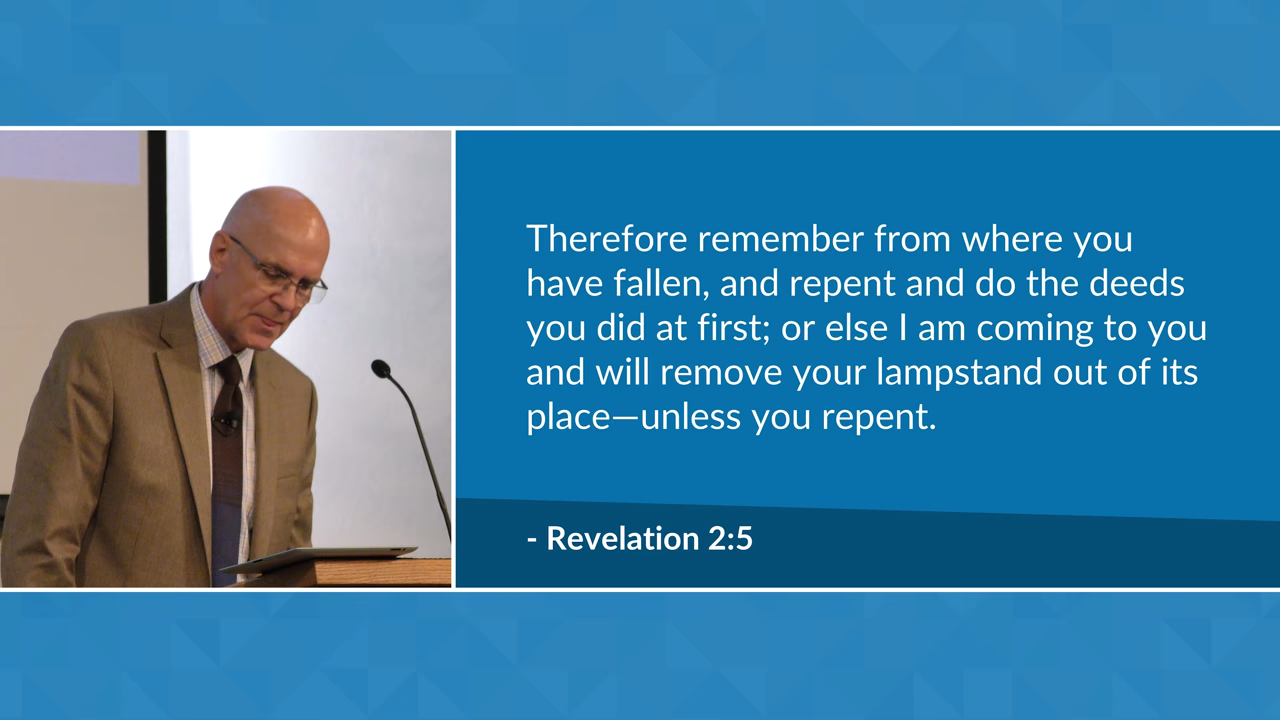 Therefore remember from where you
have fallen, and repent and do the deeds
you did at first; or else I am coming to you
and will remove your lampstand out of its
place—unless you repent.
- Revelation 2:5